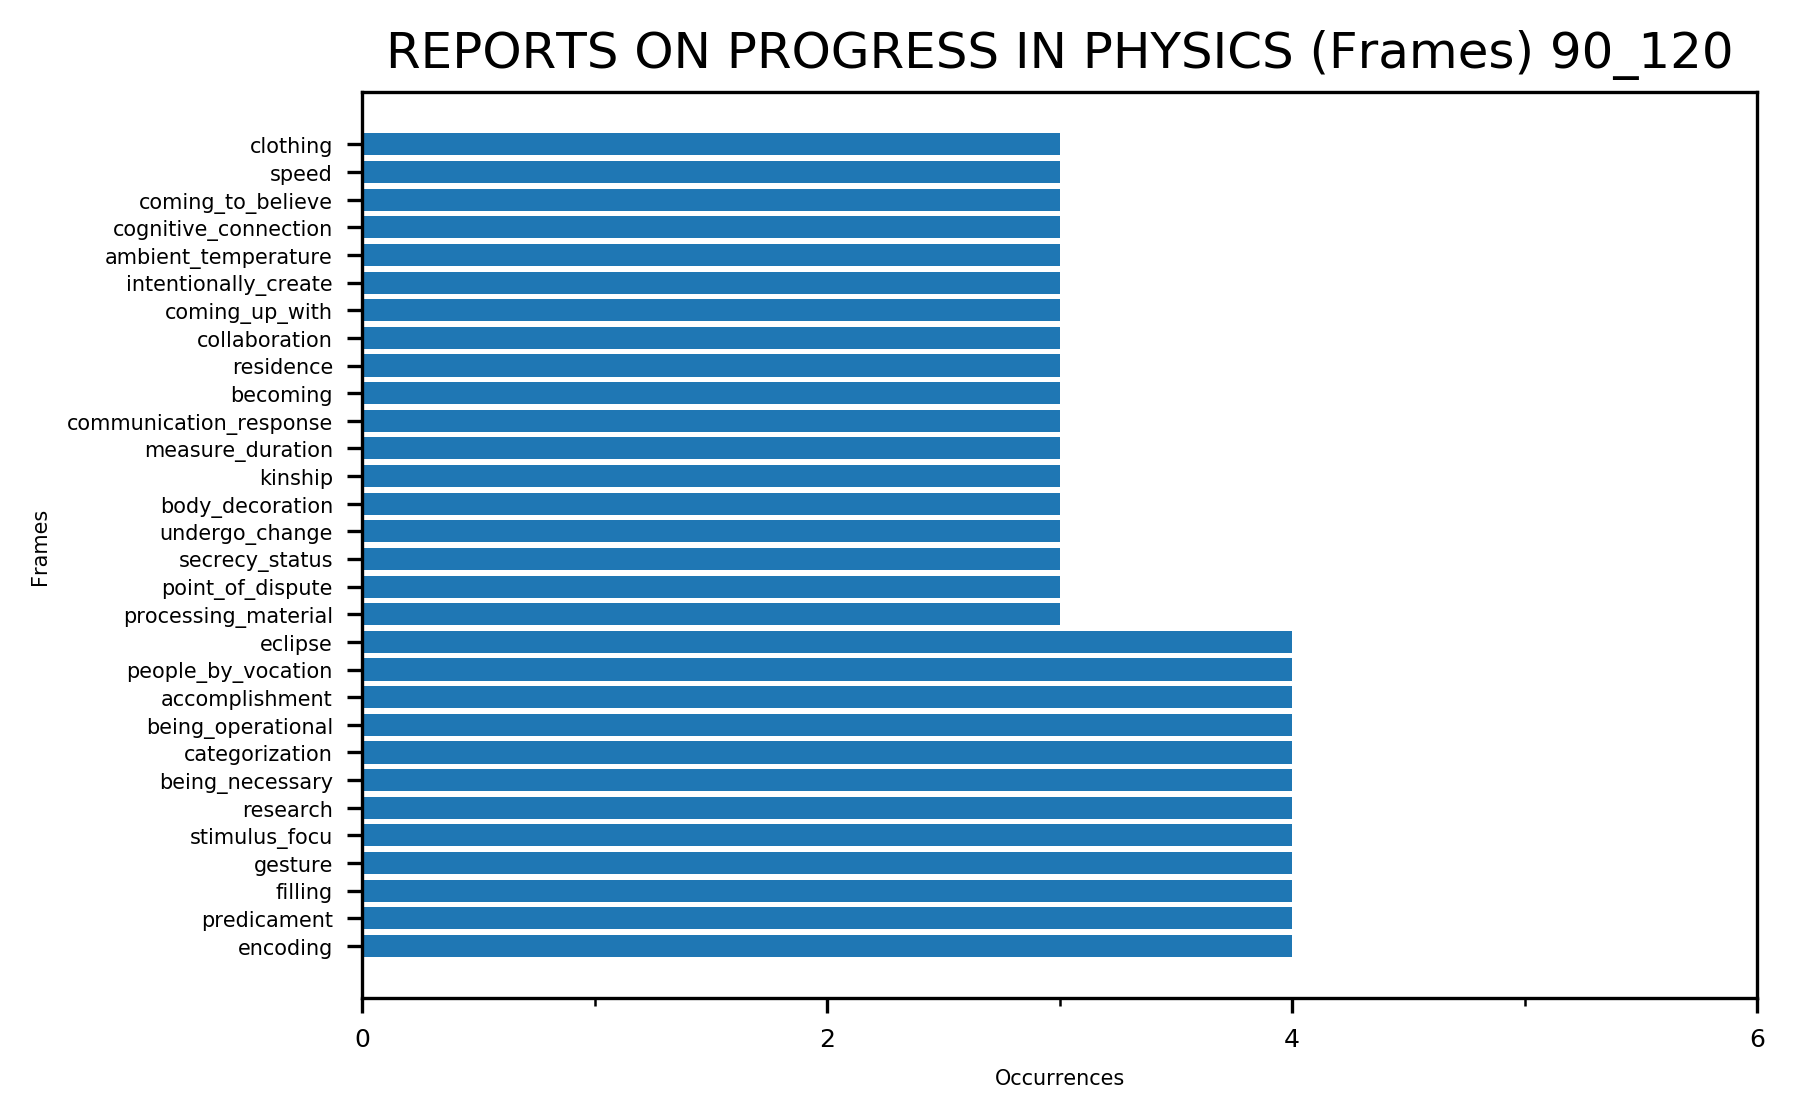 REPORTS ON PROGRESS IN PHYSICS (Frames) 90_120
clothing
speed
coming_to_believe
cognitive_connection
ambient_temperature
intentionally_create
coming_up_with
collaboration
residence
becoming
communication_response
measure_duration
kinship
body_decoration
undergo_change
secrecy_status
point_of_dispute
processing_material
eclipse
people_by_vocation
accomplishment
being_operational
categorization
being_necessary
research
stimulus_focu
gesture
filling
predicament
encoding
Frames
0 2 4 6
Occurrences